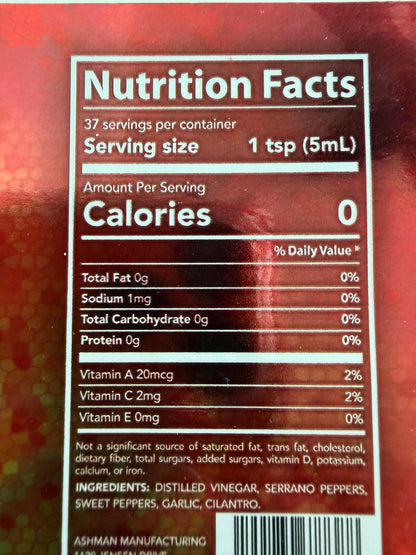 Nutrition Facts
37 servings per container
Serving size 1 tsp (5mL)
Amount Per Serving
Calories 0
% Daily Value *
Total Fat 0g 0%
Sodium 1mg 0%
Total Carbohydrate 0g 0%
Protein 0g 0%
Vitamin A 20mcg 2%
Vitamin C 2mg 2%
Vitamin E 0mg 0%
Not a significant source of saturated fat, trans fat, cholesterol,
dietary fiber, total sugars, added sugars, vitamin D, potassium,
calcium, or iron.
INGREDIENTS: DISTILLED VINEGAR, SERRANO PEPPERS,
SWEET PEPPERS, GARLIC, CILANTRO.
ASHMAN MANUFACTURING